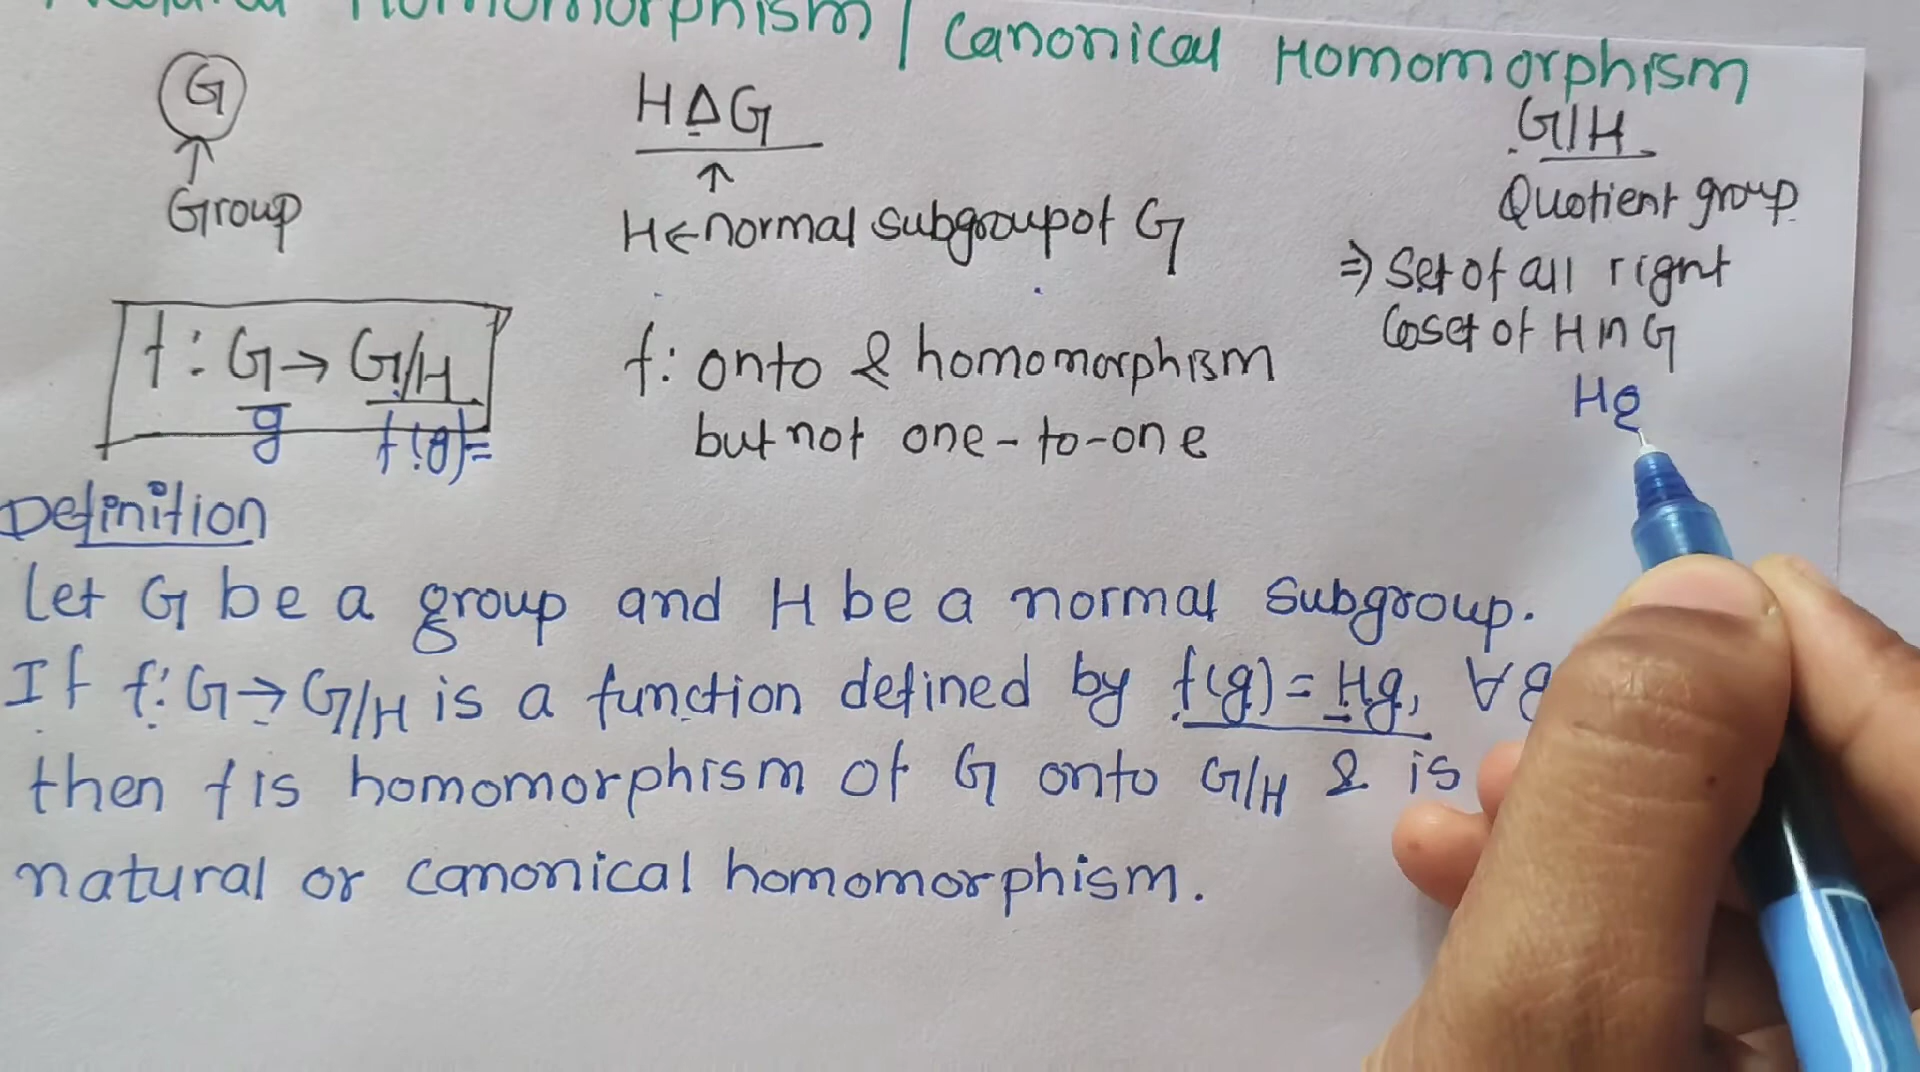 Homomorphism / Canonical Homomorphism
G
Group
H∆G
↑
H←normal subgroup of G
G/H
Quotient group
⇒ Set of all right
Coset of H in G
Hg
f: G → G/H
g f(g)=
f: onto & homomorphism
but not one-to-one
Definition
Let G be a group and H be a normal subgroup.
If f: G→G/H is a function defined by f(g) = Hg, ∀g
then f is homomorphism of G onto G/H & is
natural or canonical homomorphism.